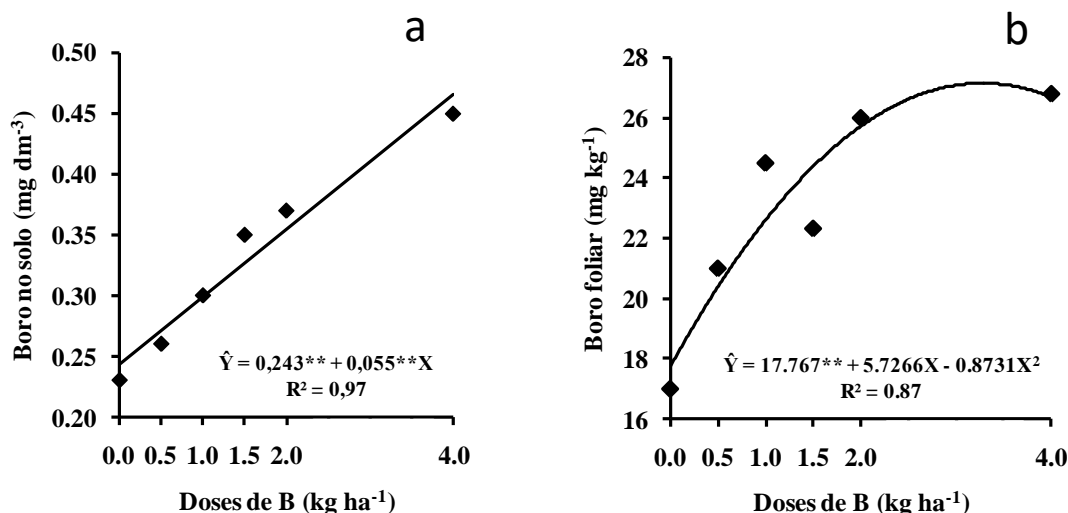 a
0.50
0.45
0.40
0.35
0.30
0.25
0.20
Boro no solo (mg dm⁻³)
Ŷ = 0,243** + 0,055**X
R² = 0,97
0.0 0.5 1.0 1.5 2.0 4.0
Doses de B (kg ha⁻¹)
b
28
26
24
22
20
18
16
Boro foliar (mg kg⁻¹)
Ŷ = 17.767** + 5.7266X - 0.8731X²
R² = 0.87
0.0 0.5 1.0 1.5 2.0 4.0
Doses de B (kg ha⁻¹)